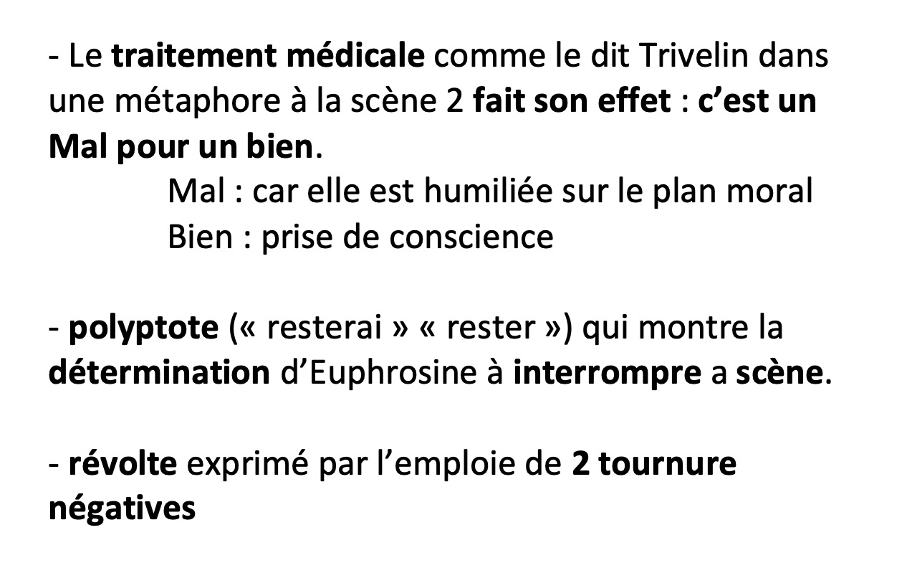 - Le traitement médicale comme le dit Trivelin dans
une métaphore à la scène 2 fait son effet : c’est un
Mal pour un bien.
Mal : car elle est humiliée sur le plan moral
Bien : prise de conscience
- polyptote (« resterai » « rester ») qui montre la
détermination d’Euphrosine à interrompre a scène.
- révolte exprimé par l’emploie de 2 tournure
négatives